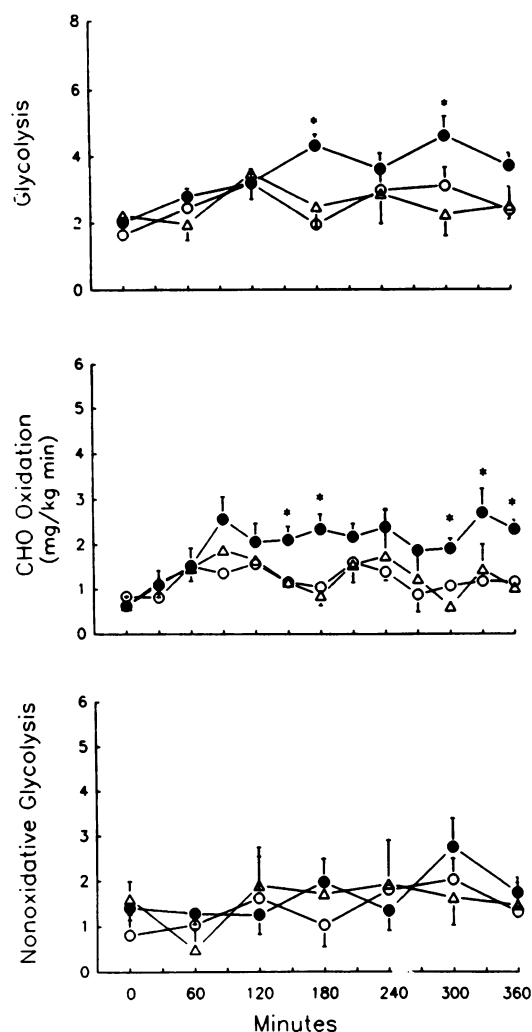 8
6
4
2
0
Glycolysis
* *
6
5
4
3
2
1
0
CHO Oxidation
(mg/kg min)
* * * * *
6
5
4
3
2
1
0
Nonoxidative Glycolysis
0 60 120 180 240 300 360
Minutes